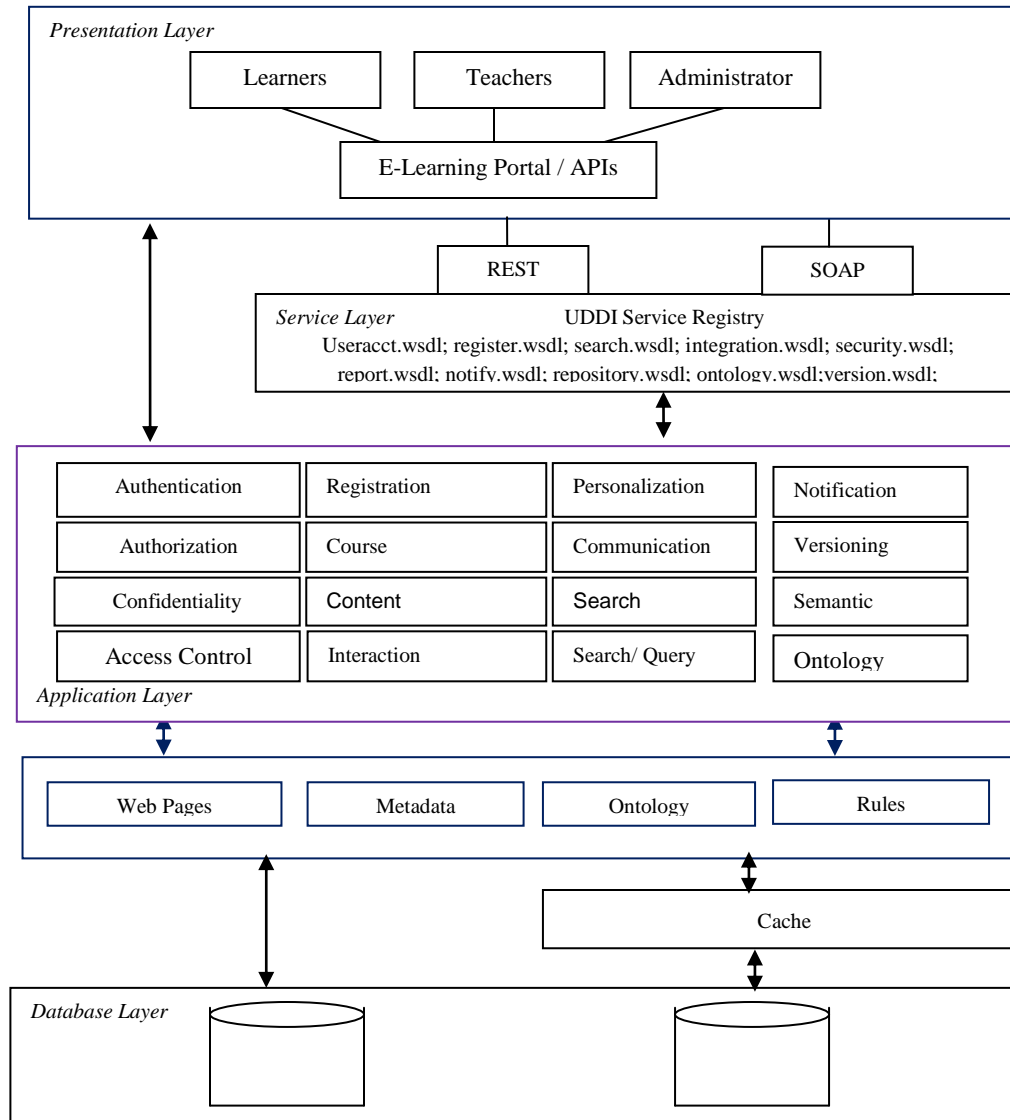 Presentation Layer
Learners
Teachers
Administrator
E-Learning Portal / APIs
REST
SOAP
Service Layer
UDDI Service Registry
Useracct.wsdl; register.wsdl; search.wsdl; integration.wsdl; security.wsdl;
report.wsdl; notify.wsdl; repository.wsdl; ontology.wsdl;version.wsdl;
Authentication
Registration
Personalization
Notification
Authorization
Course
Communication
Versioning
Confidentiality
Content
Search
Semantic
Access Control
Interaction
Search/ Query
Ontology
Application Layer
Web Pages
Metadata
Ontology
Rules
Cache
Database Layer